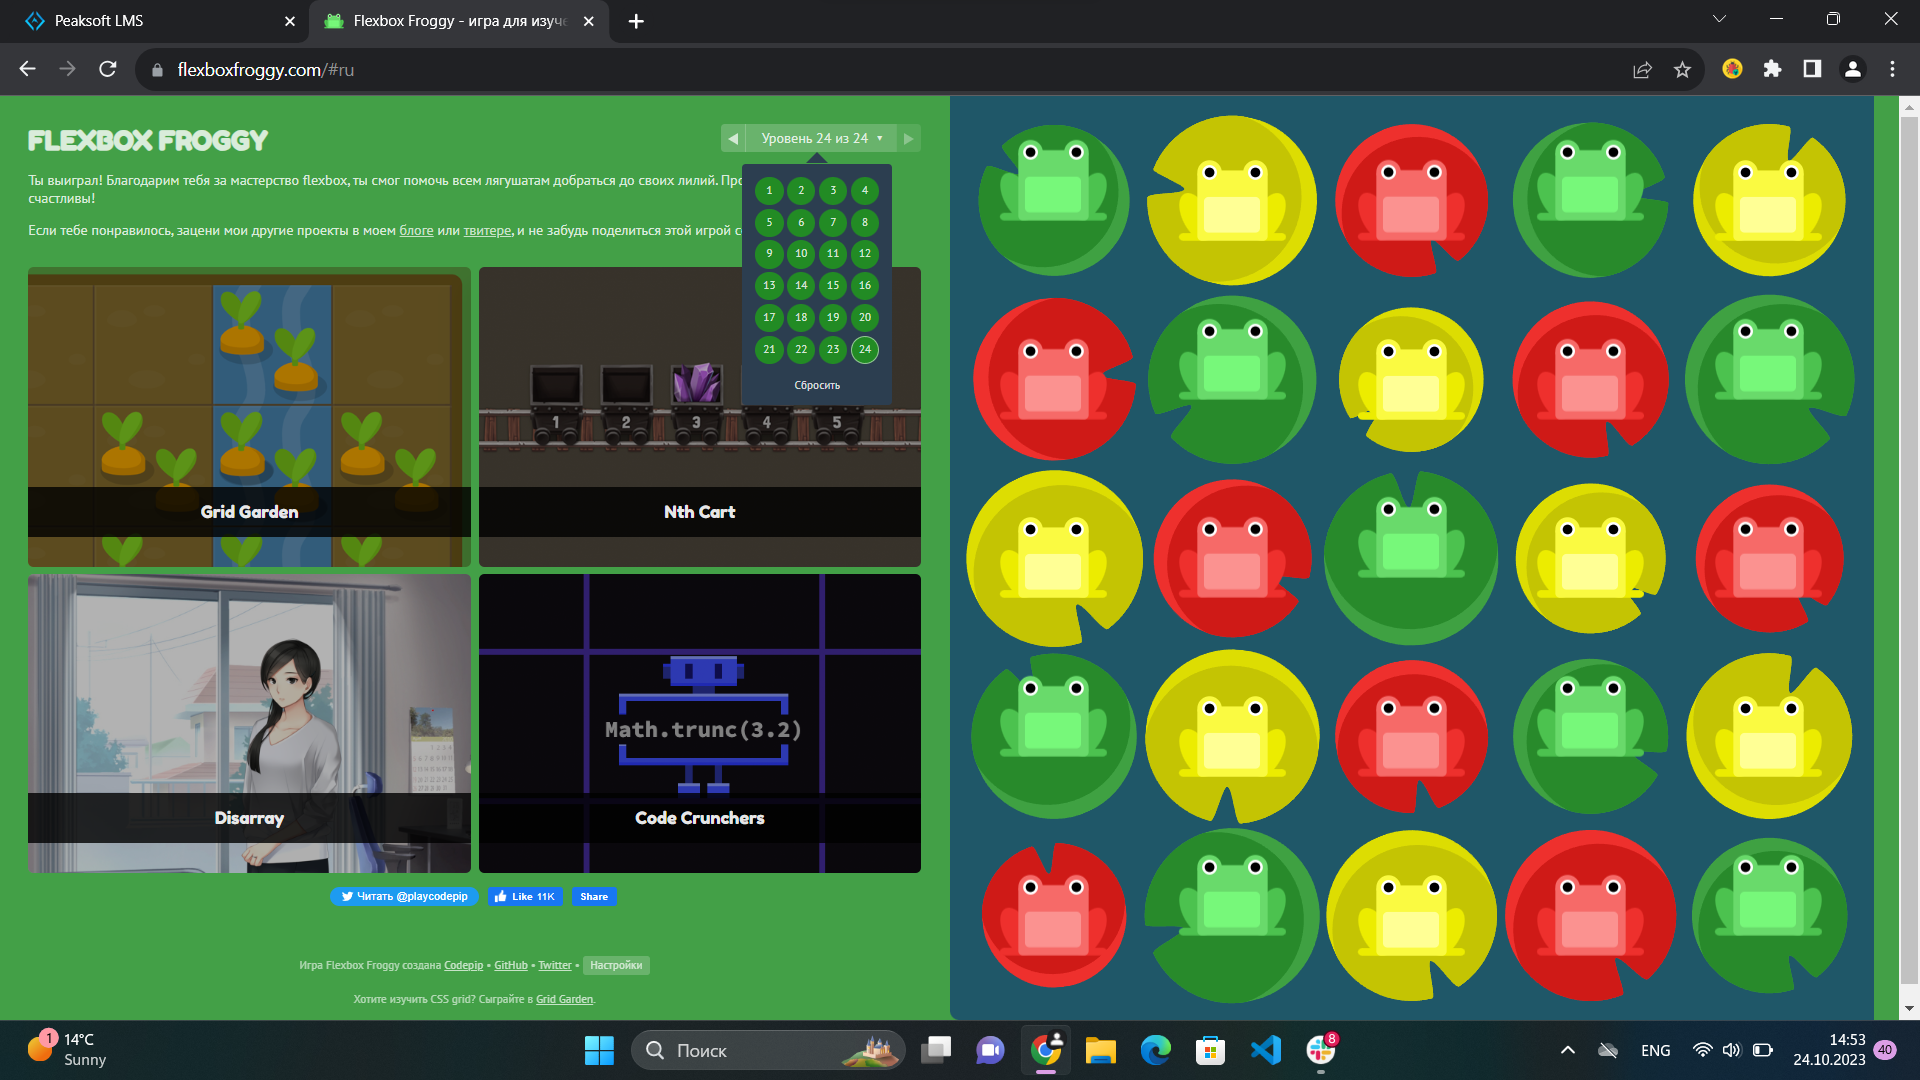 Peaksoft LMS
Flexbox Froggy - игра для изуче
flexboxfroggy.com/#ru
FLEXBOX FROGGY
Уровень 24 из 24
Ты выиграл! Благодарим тебя за мастерство flexbox, ты смог помочь всем лягушатам добраться до своих лилий.
счастливы!
Если тебе понравилось, зацени мои другие проекты в моем блоге или твитере, и не забудь поделиться этой игрой
1 2 3 4
5 6 7 8
9 10 11 12
13 14 15 16
17 18 19 20
21 22 23 24
Сбросить
1 2 3 4 5
Grid Garden
Nth Cart
Math.trunc(3.2)
Disarray
Code Crunchers
Читать @playcodepip
Like 11K
Share
Игра Flexbox Froggy создана Codepip • GitHub • Twitter • Настройки
Хотите изучить CSS grid? Сыграйте в Grid Garden.
1
14°C
Sunny
Поиск
8
ENG
14:53
24.10.2023
40